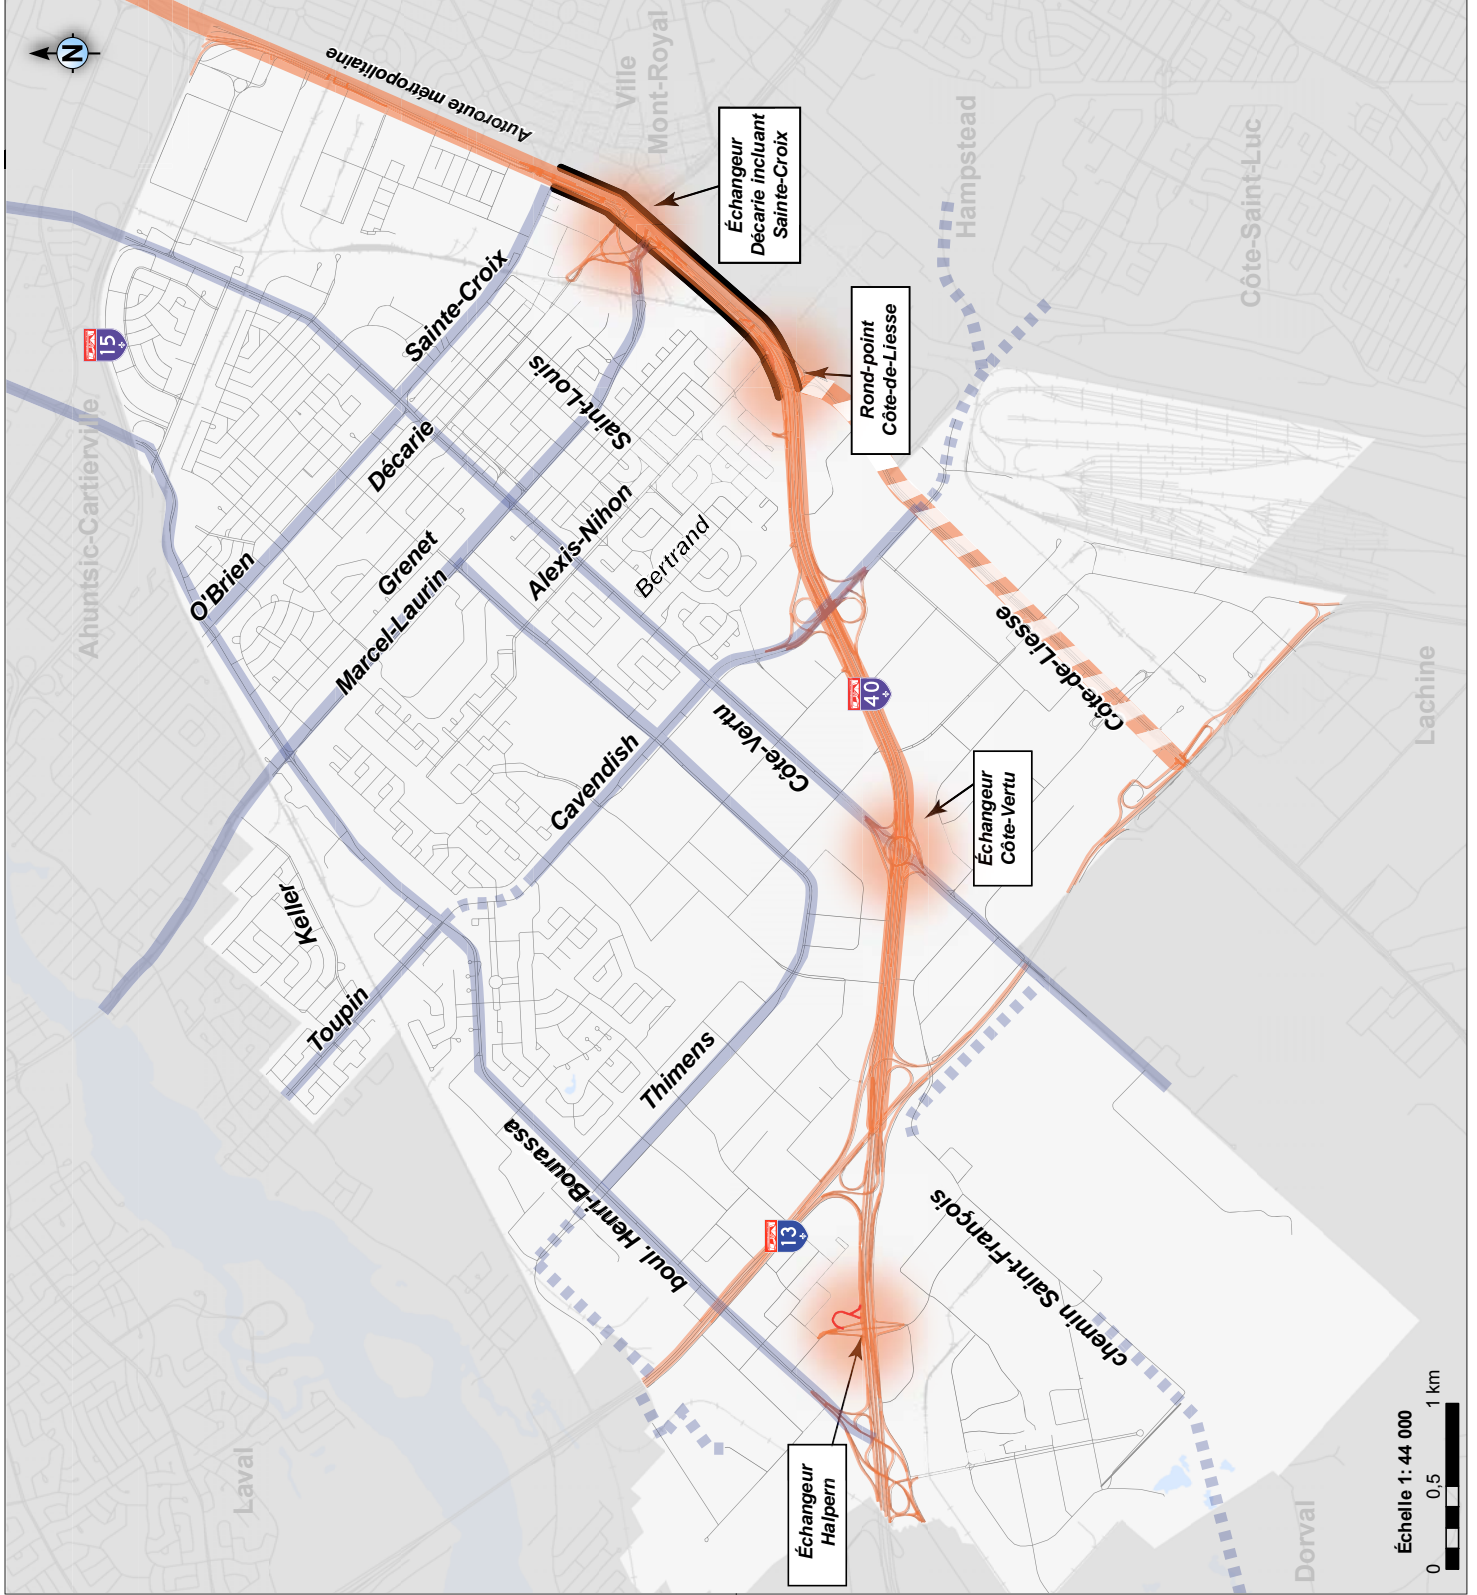 N
Autoroute métropolitaine
Ville
Mont-Royal
Échangeur
Décarie incluant
Sainte-Croix
Hampstead
Côte-Saint-Luc
15
Ahuntsic-Cartierville
Sainte-Croix
Saint-Louis
Décarie
Rond-point
Côte-de-Liesse
O'Brien
Grenet
Marcel-Laurin
Alexis-Nihon
Bertrand
Côte-de-Liesse
Lachine
40
Cavendish
Côte-Vertu
Échangeur
Côte-Vertu
Keller
Toupin
Thimens
boul. Henri-Bourassa
13
chemin Saint-François
Laval
Échangeur
Halpern
Dorval
Échelle 1: 44 000
0
0,5
1 km